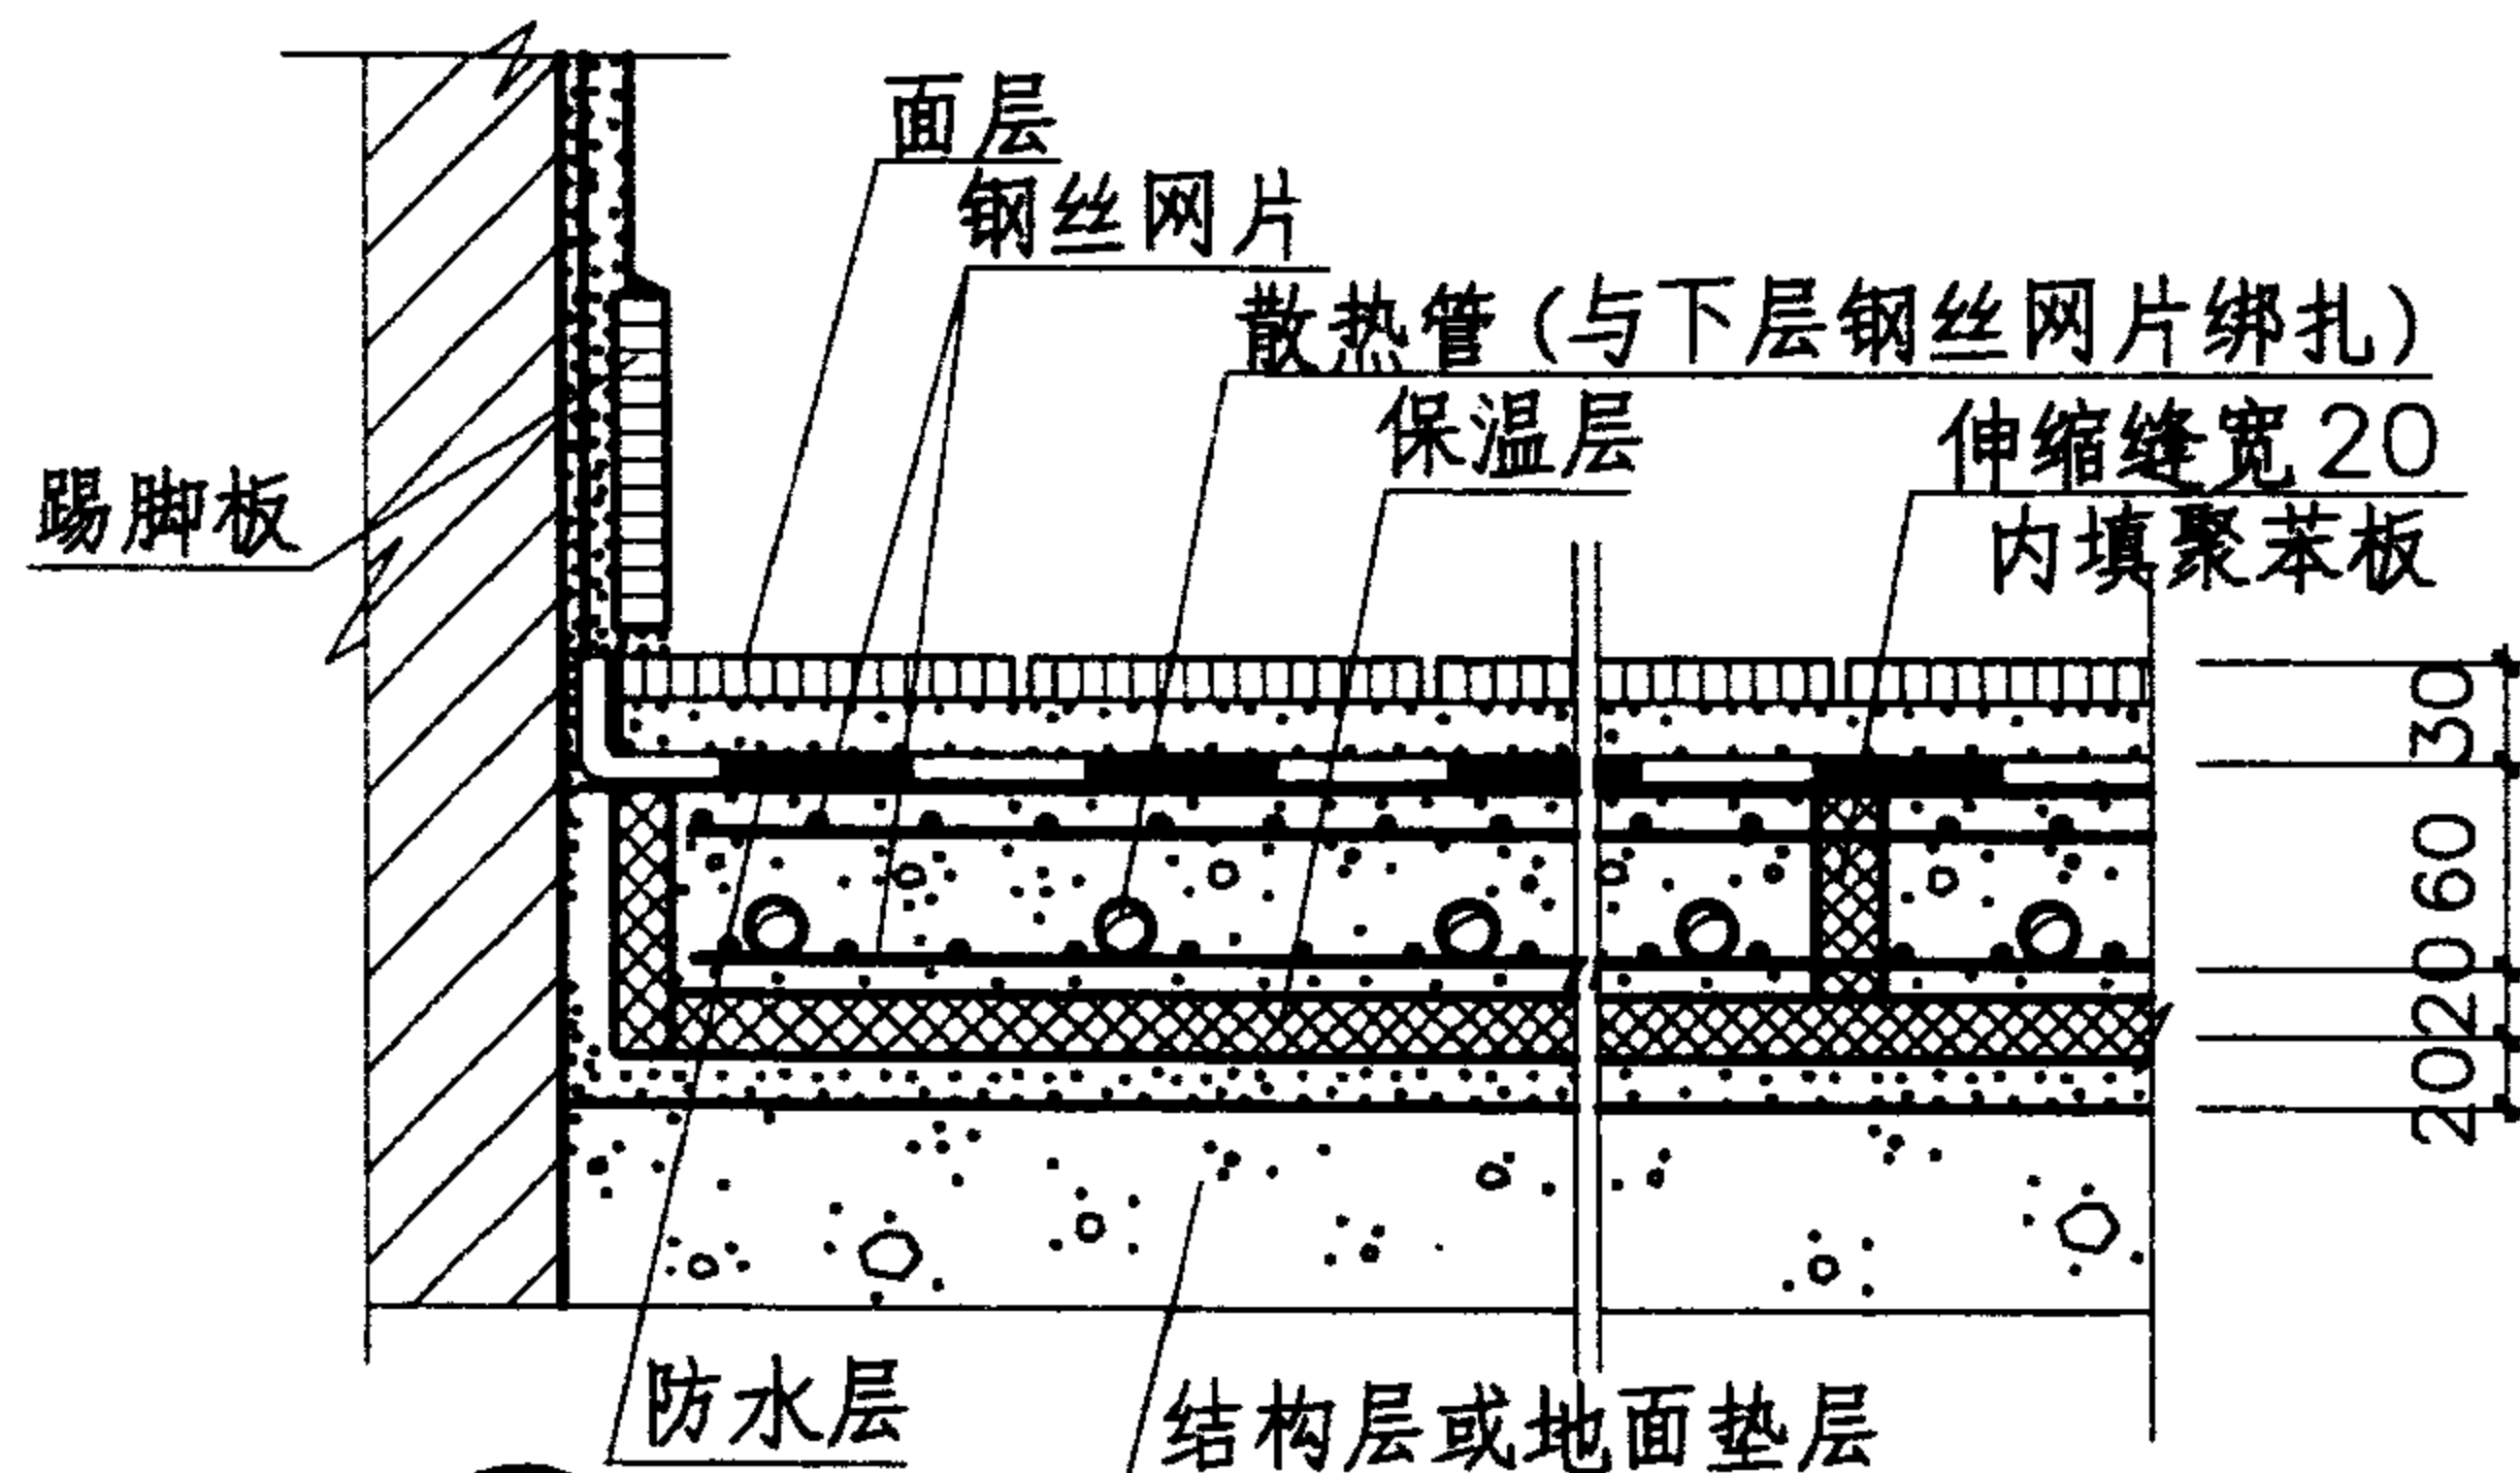 面层
钢丝网片
散热管(与下层钢丝网片绑扎)
保温层
伸缩缝宽20
内填聚苯板
踢脚板
30
60
20
20
防水层
结构层或地面垫层